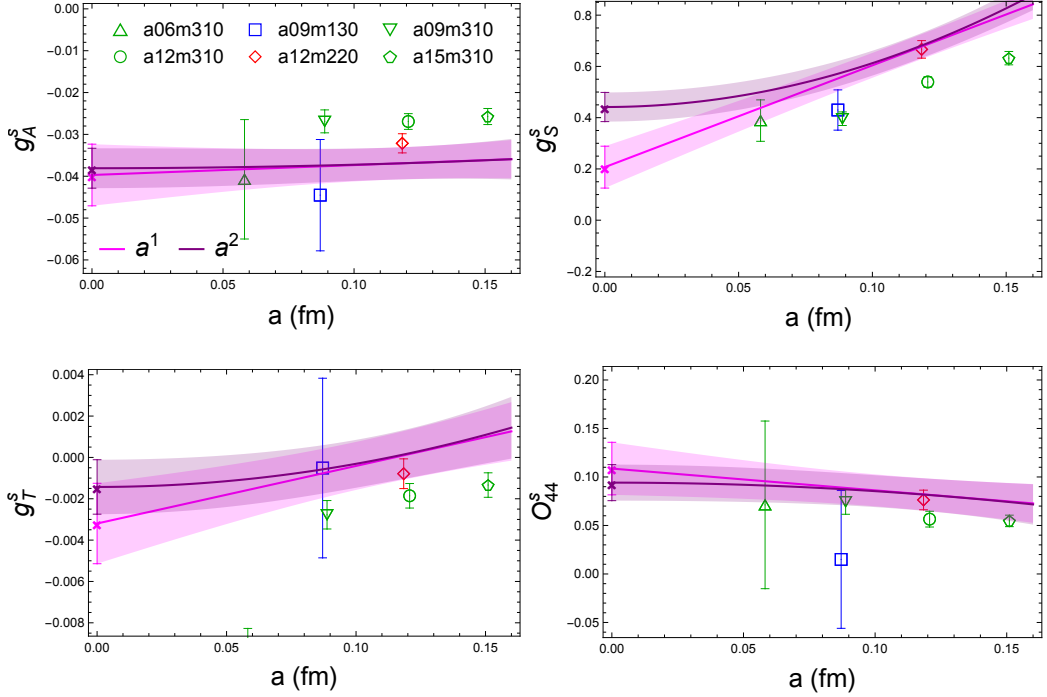 0.00
−0.01
−0.02
−0.03
−0.04
−0.05
−0.06
g_A^s
a06m310 a09m130 a09m310
a12m310 a12m220 a15m310
a^1 a^2
0.00 0.05 0.10 0.15
a (fm)
0.8
0.6
0.4
0.2
0.0
−0.2
g_S^s
0.00 0.05 0.10 0.15
a (fm)
0.004
0.002
0.000
−0.002
−0.004
−0.006
−0.008
g_T^s
0.00 0.05 0.10 0.15
a (fm)
0.20
0.15
0.10
0.05
0.00
−0.05
O_44^s
0.00 0.05 0.10 0.15
a (fm)